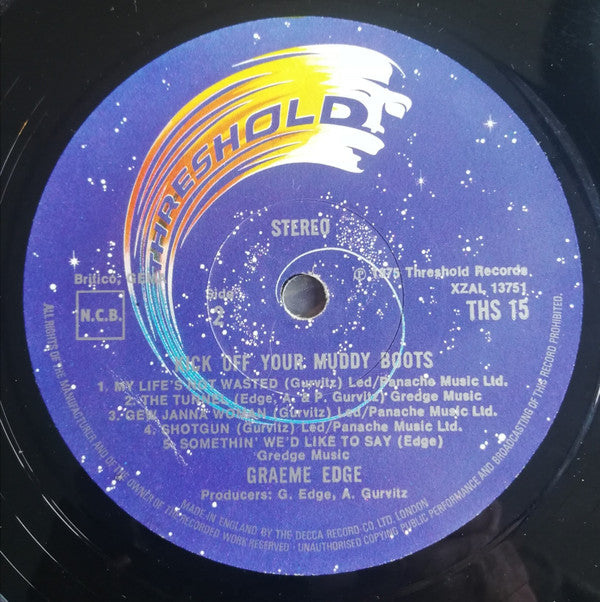 THRESHOLD
STEREO
Brifico; GEMA
N.C.B.
Side
2
Ⓟ 1975 Threshold Records
XZAL 13751
THS 15
KICK OFF YOUR MUDDY BOOTS
1. MY LIFE'S NOT WASTED (Gurvitz) Led/Panache Music Ltd.
2. THE TUNNEL (Edge, A. & P. Gurvitz) Gredge Music
3. GEW JANNA WOMAN (Gurvitz) Led/Panache Music Ltd.
4. SHOTGUN (Gurvitz) Led/Panache Music Ltd.
5. SOMETHIN' WE'D LIKE TO SAY (Edge)
Gredge Music
GRAEME EDGE
Producers: G. Edge, A. Gurvitz
ALL RIGHTS OF THE MANUFACTURER AND OF THE OWNER OF THE RECORDED WORK RESERVED · UNAUTHORISED COPYING PUBLIC PERFORMANCE AND BROADCASTING OF THIS RECORD PROHIBITED.
MADE IN ENGLAND BY THE DECCA RECORD CO. LTD. LONDON